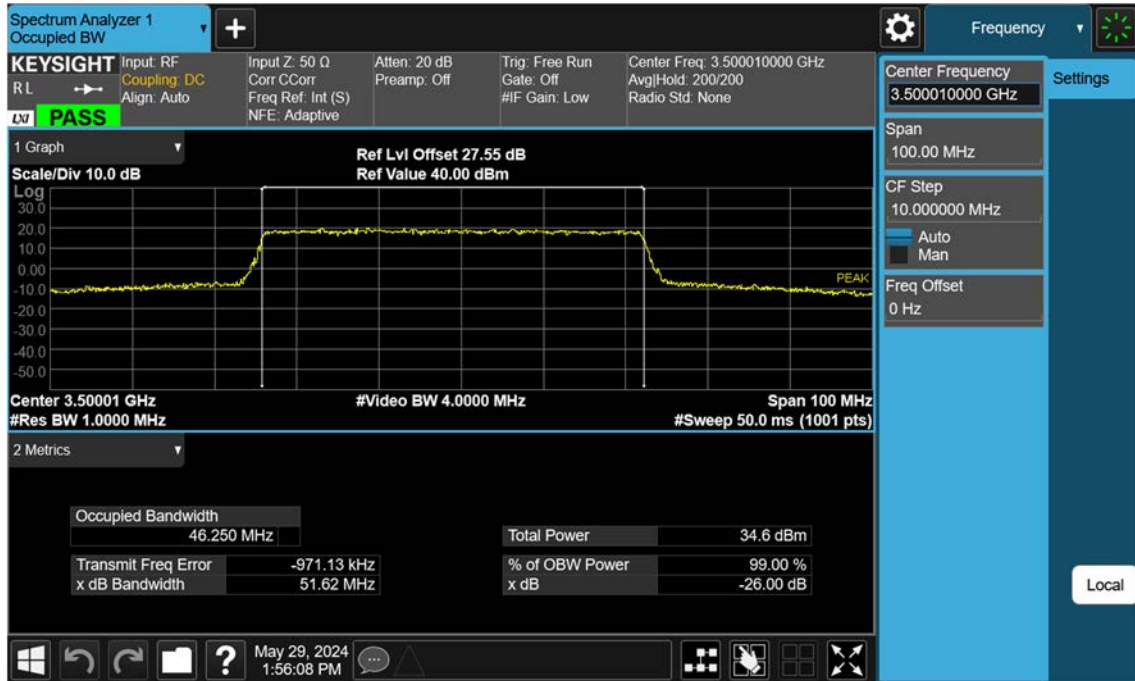 Spectrum Analyzer 1
Occupied BW
Frequency
KEYSIGHT
R L
LXI
PASS
Input: RF
Coupling: DC
Align: Auto
Input Z: 50 Ω
Corr CCorr
Freq Ref: Int (S)
NFE: Adaptive
Atten: 20 dB
Preamp: Off
Trig: Free Run
Gate: Off
#IF Gain: Low
Center Freq: 3.500010000 GHz
Avg|Hold: 200/200
Radio Std: None
Center Frequency
3.500010000 GHz
Settings
Span
100.00 MHz
CF Step
10.000000 MHz
Auto
Man
Freq Offset
0 Hz
Local
1 Graph
Scale/Div 10.0 dB
Ref Lvl Offset 27.55 dB
Ref Value 40.00 dBm
Log
30.0
20.0
10.0
0.00
-10.0
-20.0
-30.0
-40.0
-50.0
PEAK
Center 3.50001 GHz
#Video BW 4.0000 MHz
Span 100 MHz
#Res BW 1.0000 MHz
#Sweep 50.0 ms (1001 pts)
2 Metrics
Occupied Bandwidth
46.250 MHz
Total Power 34.6 dBm
Transmit Freq Error -971.13 kHz
% of OBW Power 99.00 %
x dB Bandwidth 51.62 MHz
x dB -26.00 dB
?
May 29, 2024
1:56:08 PM